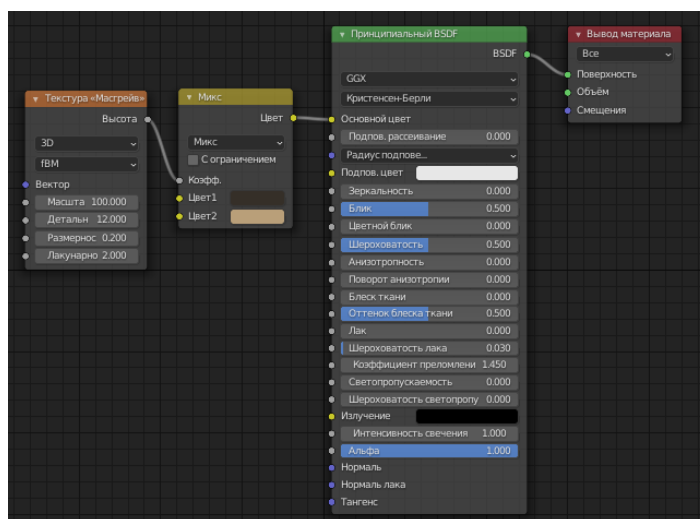 Текстура «Масгрейв»
Высота
3D
fBM
Вектор
Масшта 100.000
Детальн 12.000
Размернос 0.200
Лакунарно 2.000
Микс
Цвет
Микс
С ограничением
Коэфф.
Цвет1
Цвет2
Принципиальный BSDF
BSDF
GGX
Кристенсен-Берли
Основной цвет
Подпов. рассеивание 0.000
Радиус подпове...
Подпов. цвет
Зеркальность 0.000
Блик 0.500
Цветной блик 0.000
Шероховатость 0.500
Анизотропность 0.000
Поворот анизотропии 0.000
Блеск ткани 0.000
Оттенок блеска ткани 0.500
Лак 0.000
Шероховатость лака 0.030
Коэффициент преломлени 1.450
Светопропускаемость 0.000
Шероховатость светопропу 0.000
Излучение
Интенсивность свечения 1.000
Альфа 1.000
Нормаль
Нормаль лака
Тангенс
Вывод материала
Все
Поверхность
Объём
Смещения